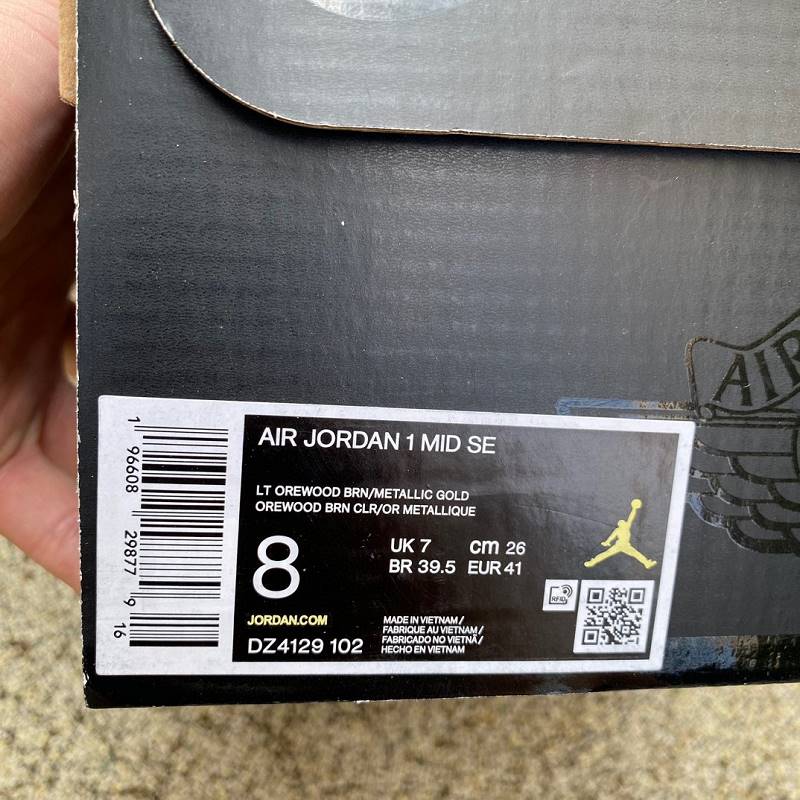 AIR
1 96608 29877 9 16
AIR JORDAN 1 MID SE
LT OREWOOD BRN/METALLIC GOLD
OREWOOD BRN CLR/OR METALLIQUE
8
UK 7 cm 26
BR 39.5 EUR 41
RFID
JORDAN.COM
DZ4129 102
MADE IN VIETNAM /
FABRIQUE AU VIETNAM /
FABRICADO NO VIETNÃ /
HECHO EN VIETNAM